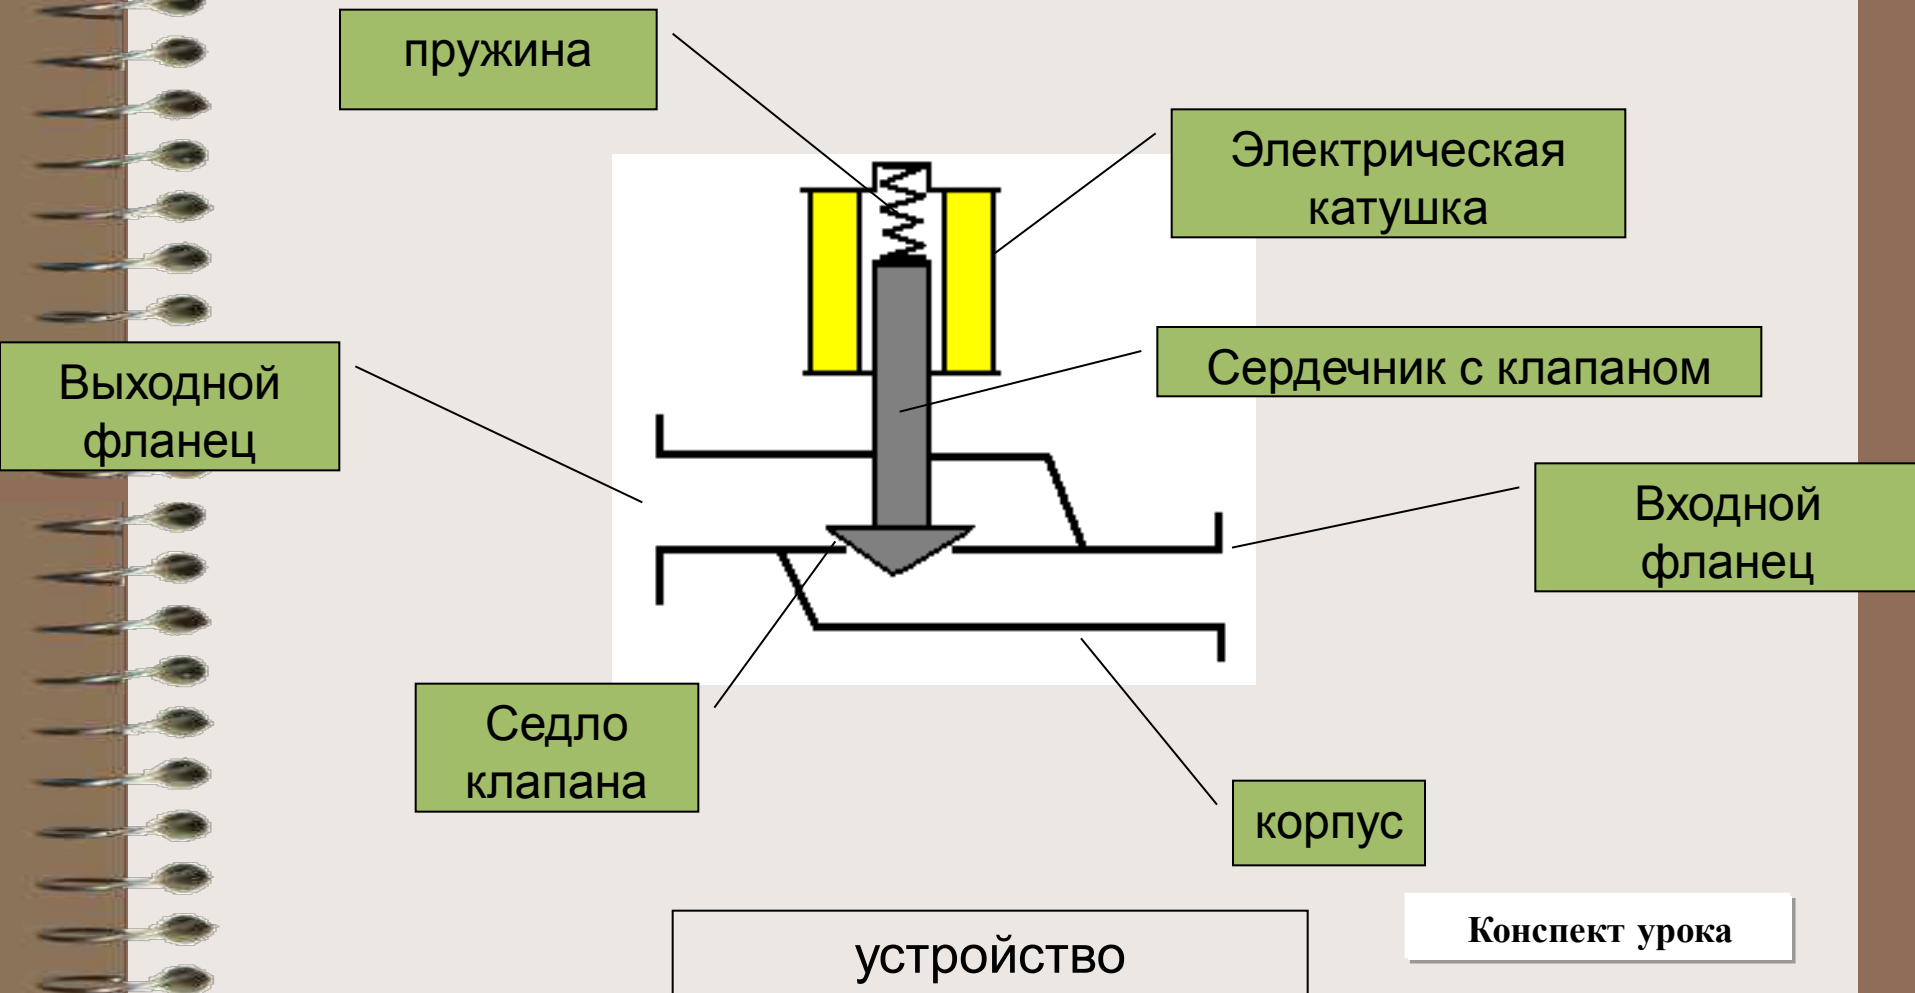 пружина
Электрическая
катушка
Сердечник с клапаном
Выходной
фланец
Входной
фланец
Седло
клапана
корпус
Конспект урока
устройство